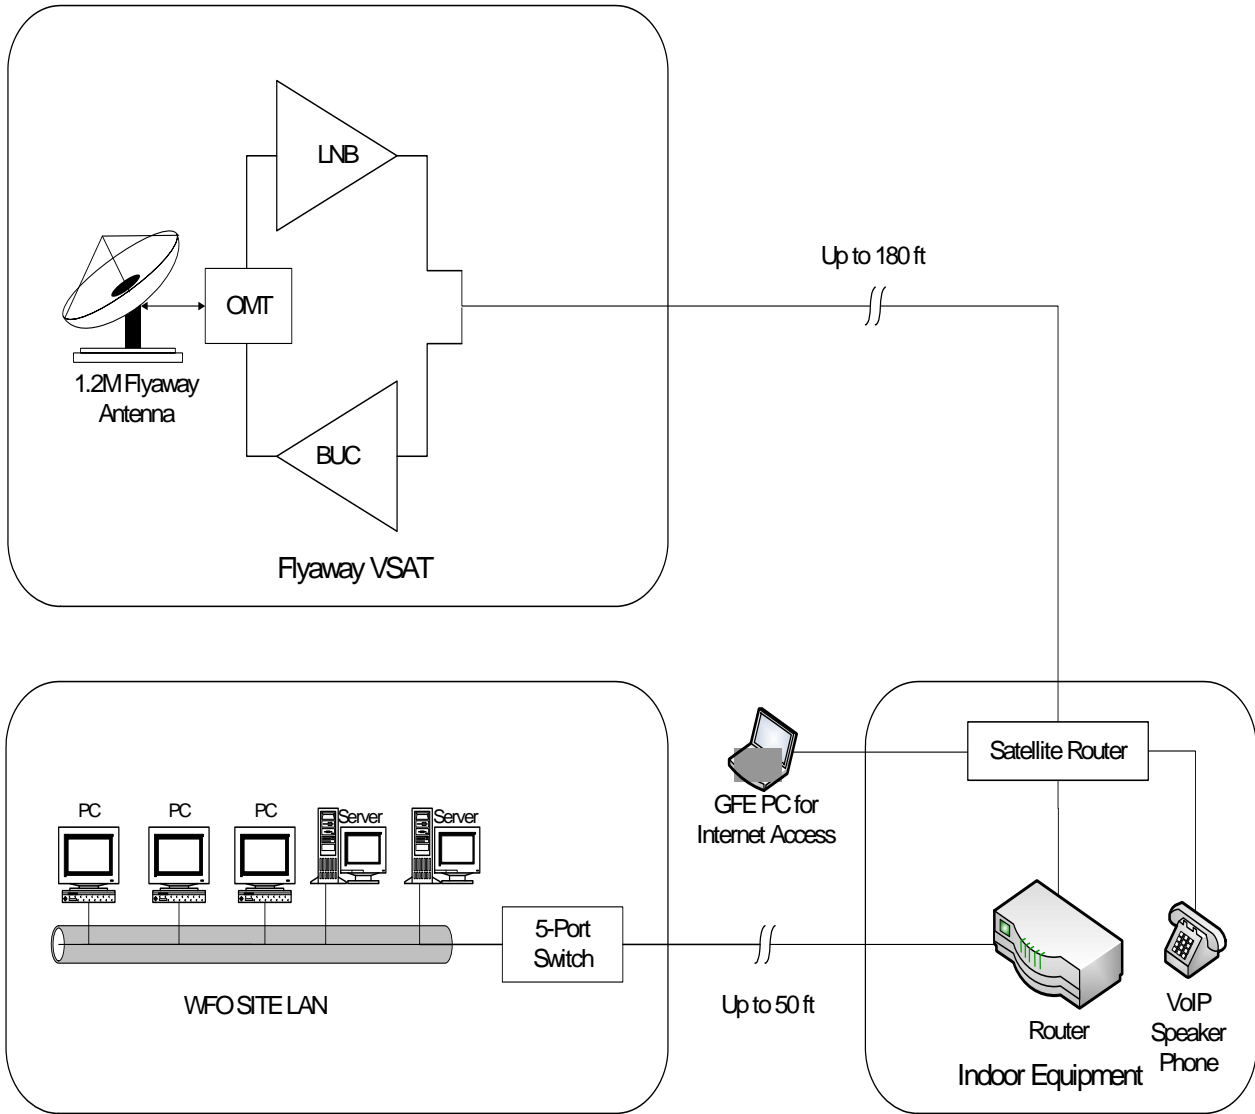 LNB
Up to 180 ft
OMT
1.2M Flyaway
Antenna
BUC
Flyaway VSAT
Satellite Router
GFE PC for
Internet Access
PC
PC
PC
Server
Server
5-Port
Switch
WFO SITE LAN
Up to 50 ft
Router
VoIP
Speaker
Phone
Indoor Equipment